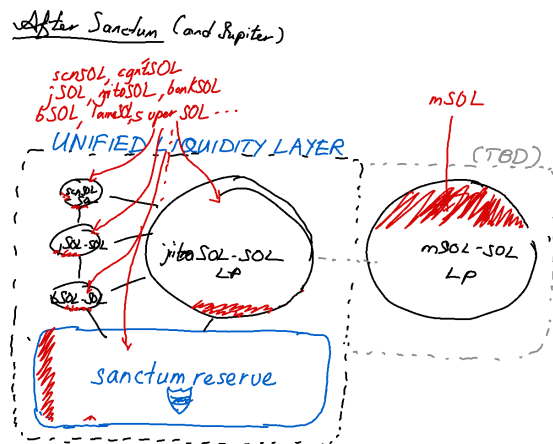 After Sanctum (and Jupiter)
scnSOL, cgntSOL
jSOL, jitoSOL, bankSOL
bSOL, laineSOL, superSOL ...
mSOL
UNIFIED LIQUIDITY LAYER
(TBD)
scnSOL
SOL
jSOL-SOL
jitoSOL-SOL
LP
mSOL-SOL
LP
bSOL-SOL
sanctum reserve